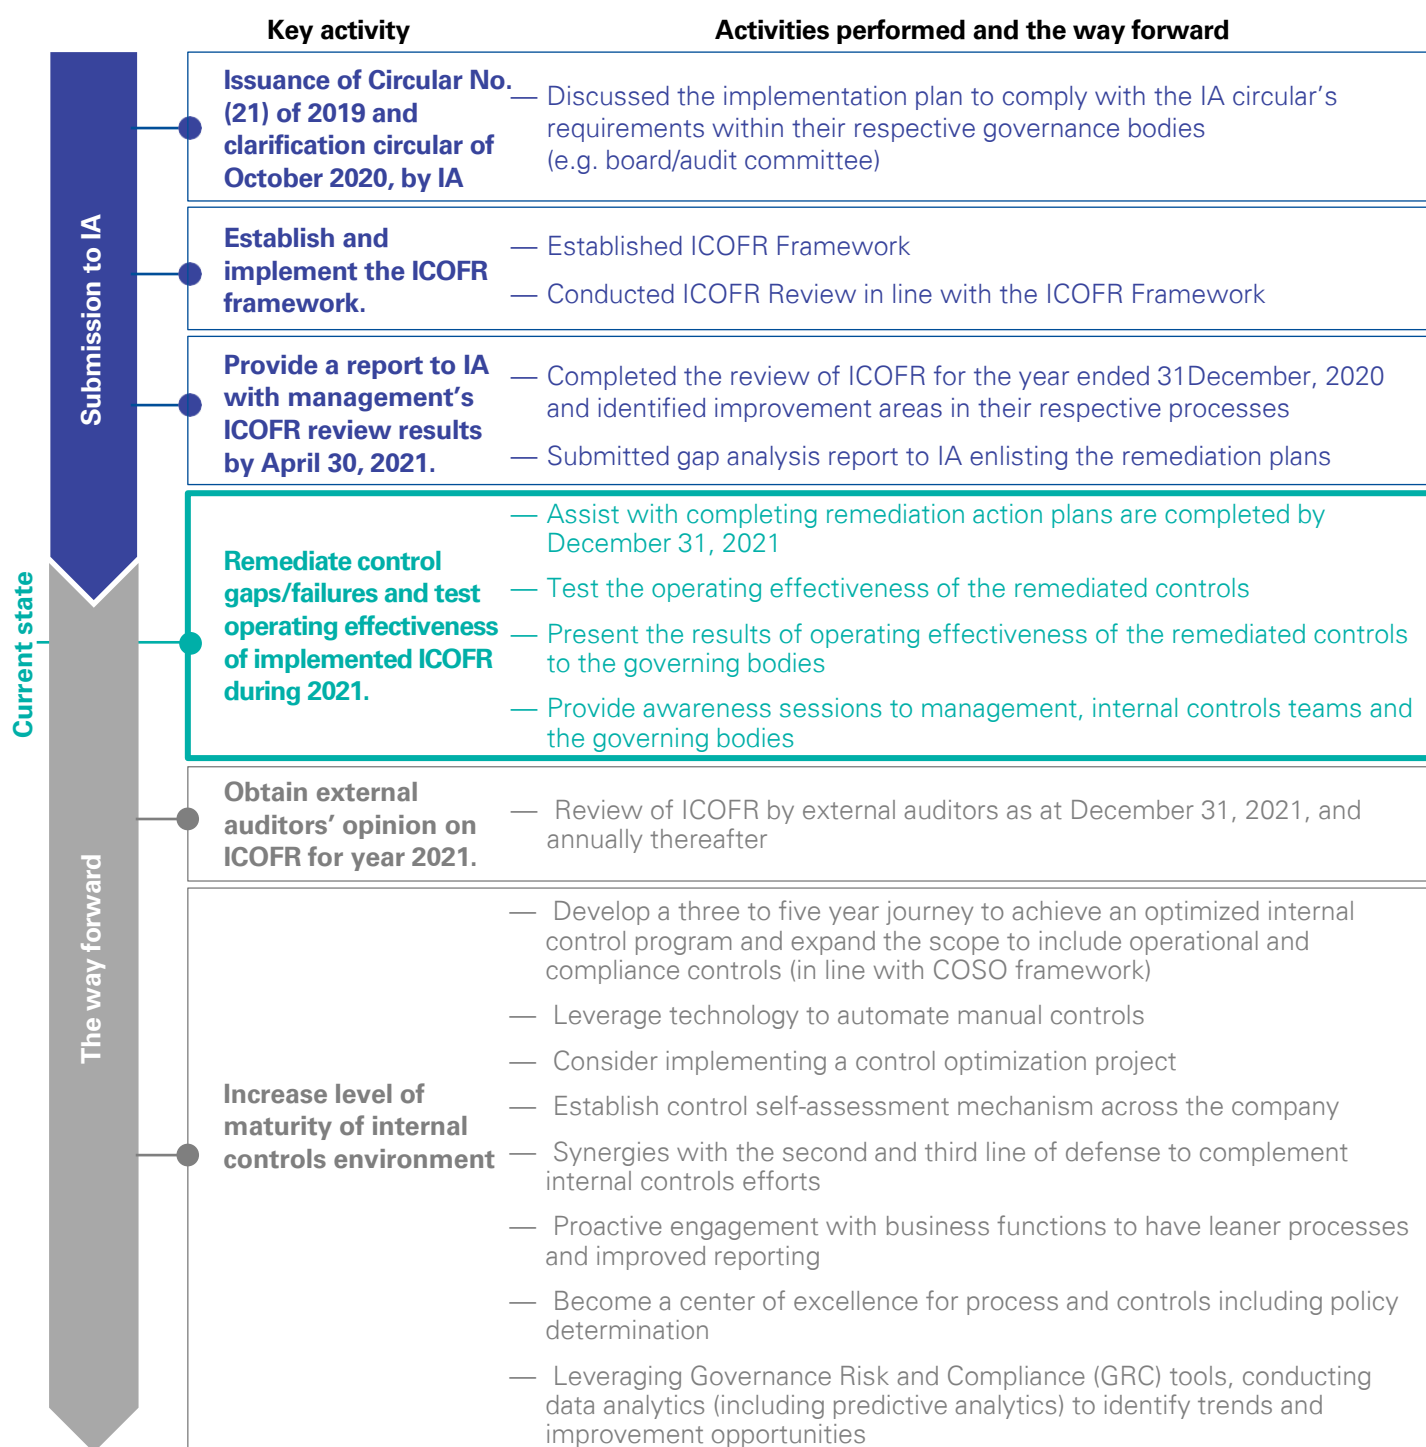 Key activity
Activities performed and the way forward
Submission to IA
Issuance of Circular No.
(21) of 2019 and
clarification circular of
October 2020, by IA
— Discussed the implementation plan to comply with the IA circular's
requirements within their respective governance bodies
(e.g. board/audit committee)
Establish and
implement the ICOFR
framework.
— Established ICOFR Framework
— Conducted ICOFR Review in line with the ICOFR Framework
Provide a report to IA
with management's
ICOFR review results
by April 30, 2021.
— Completed the review of ICOFR for the year ended 31December, 2020
and identified improvement areas in their respective processes
— Submitted gap analysis report to IA enlisting the remediation plans
Current state
Remediate control
gaps/failures and test
operating effectiveness
of implemented ICOFR
during 2021.
— Assist with completing remediation action plans are completed by
December 31, 2021
— Test the operating effectiveness of the remediated controls
— Present the results of operating effectiveness of the remediated controls
to the governing bodies
— Provide awareness sessions to management, internal controls teams and
the governing bodies
The way forward
Obtain external
auditors' opinion on
ICOFR for year 2021.
— Review of ICOFR by external auditors as at December 31, 2021, and
annually thereafter
Increase level of
maturity of internal
controls environment
— Develop a three to five year journey to achieve an optimized internal
control program and expand the scope to include operational and
compliance controls (in line with COSO framework)
— Leverage technology to automate manual controls
— Consider implementing a control optimization project
— Establish control self-assessment mechanism across the company
— Synergies with the second and third line of defense to complement
internal controls efforts
— Proactive engagement with business functions to have leaner processes
and improved reporting
— Become a center of excellence for process and controls including policy
determination
— Leveraging Governance Risk and Compliance (GRC) tools, conducting
data analytics (including predictive analytics) to identify trends and
improvement opportunities